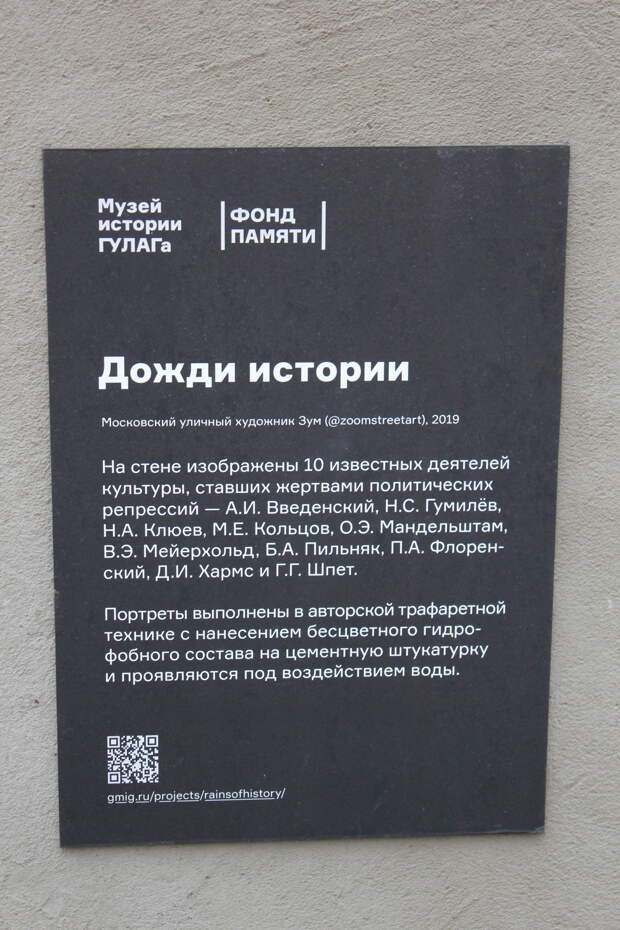 Музей
истории
ГУЛАГа
ФОНД
ПАМЯТИ
Дожди истории
Московский уличный художник Зум (@zoomstreetart), 2019
На стене изображены 10 известных деятелей
культуры, ставших жертвами политических
репрессий — А.И. Введенский, Н.С. Гумилёв,
Н.А. Клюев, М.Е. Кольцов, О.Э. Мандельштам,
В.Э. Мейерхольд, Б.А. Пильняк, П.А. Флорен-
ский, Д.И. Хармс и Г.Г. Шпет.
Портреты выполнены в авторской трафаретной
технике с нанесением бесцветного гидро-
фобного состава на цементную штукатурку
и проявляются под воздействием воды.
gmig.ru/projects/rainsofhistory/